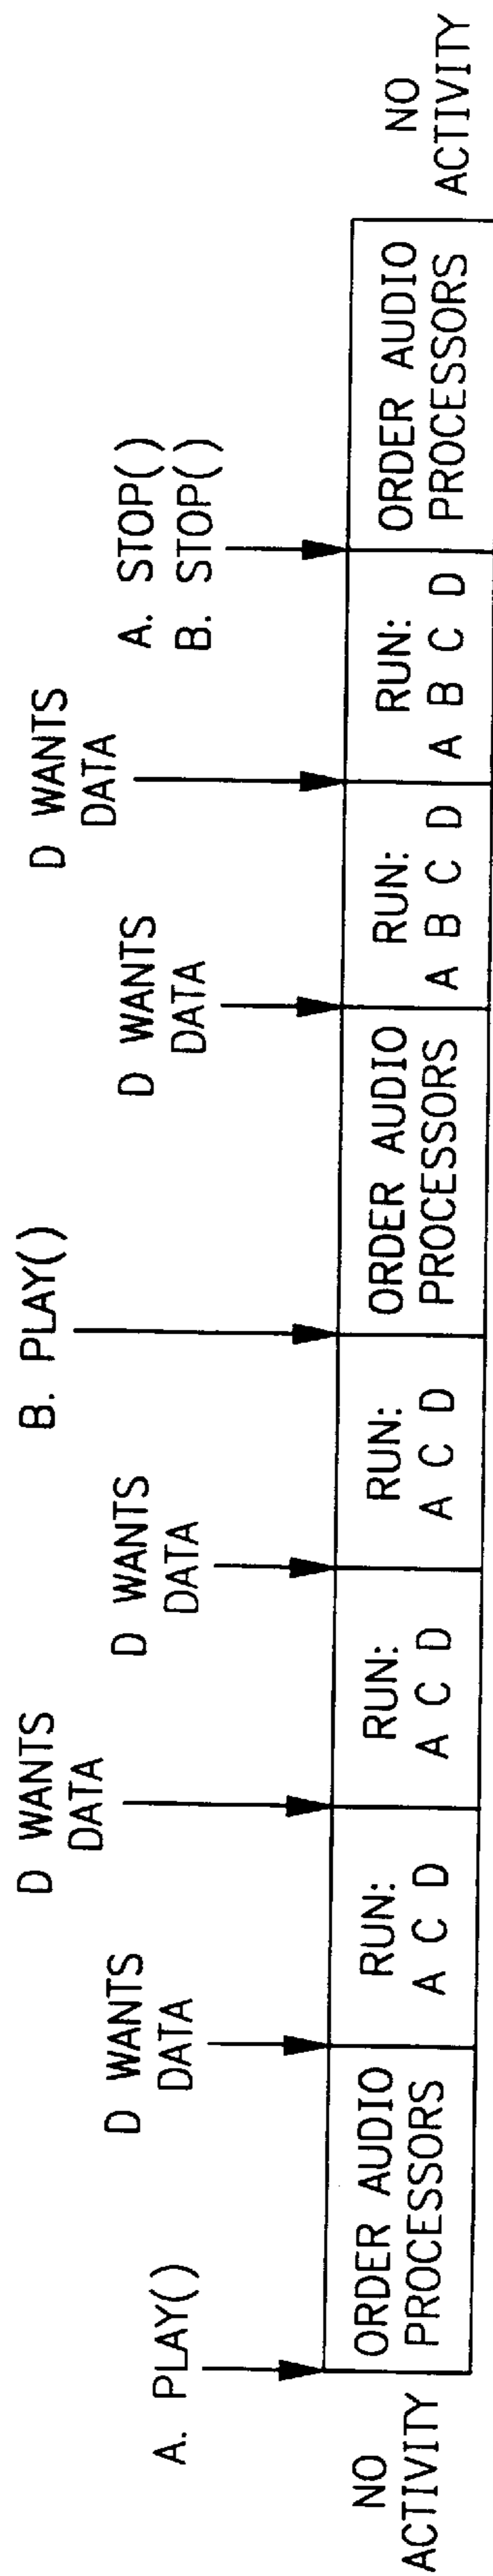 NO
ACTIVITY
A. PLAY()
ORDER AUDIO
PROCESSORS
D WANTS
DATA
RUN:
A C D
D WANTS
DATA
RUN:
A C D
D WANTS
DATA
RUN:
A C D
B. PLAY()
ORDER AUDIO
PROCESSORS
D WANTS
DATA
RUN:
A B C D
D WANTS
DATA
RUN:
A B C D
A. STOP()
B. STOP()
ORDER AUDIO
PROCESSORS
NO
ACTIVITY